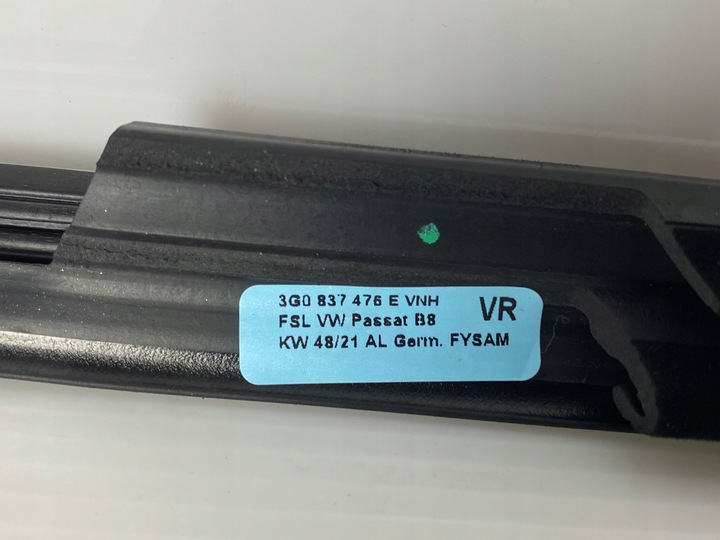 3G0 837 476 E VNH VR
FSL VW Passat B8
KW 48/21 AL Germ. FYSAM